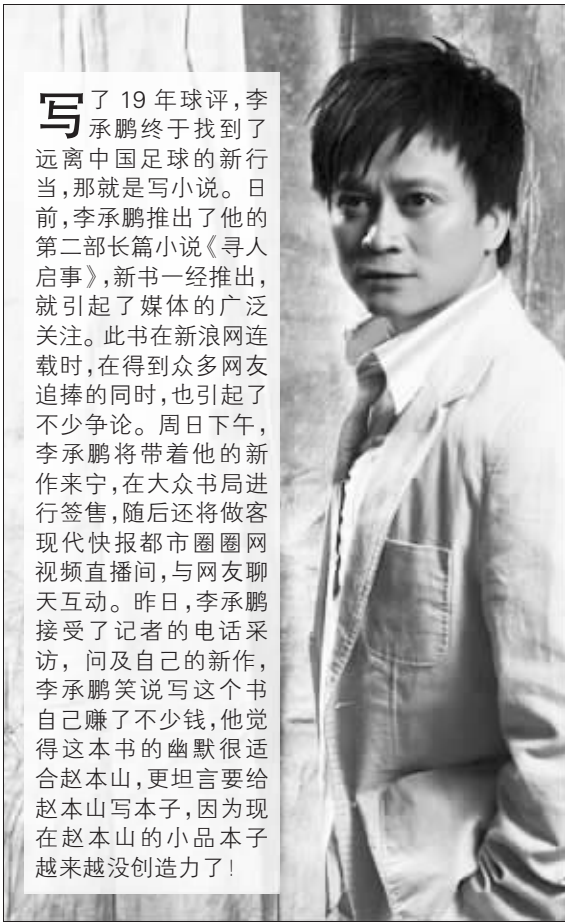 写了 19 年球评，李
承鹏终于找到了
远离中国足球的新行
当，那就是写小说。日
前，李承鹏推出了他的
第二部长篇小说《寻人
启事》，新书一经推出，
就引起了媒体的广泛
关注。此书在新浪网连
载时，在得到众多网友
追捧的同时，也引起了
不少争论。周日下午，
李承鹏将带着他的新
作来宁，在大众书局进
行签售，随后还将做客
现代快报都市圈圈网
视频直播间，与网友聊
天互动。昨日，李承鹏
接受了记者的电话采
访，问及自己的新作，
李承鹏笑说写这个书
自己赚了不少钱，他觉
得这本书的幽默很适
合赵本山，更坦言要给
赵本山写本子，因为现
在赵本山的小品本子
越来越没创造力了！